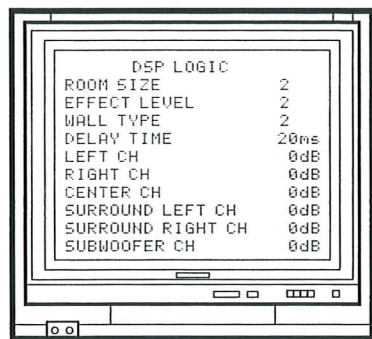 DSP LOGIC
ROOM SIZE 2
EFFECT LEVEL 2
WALL TYPE 2
DELAY TIME 20ms
LEFT CH 0dB
RIGHT CH 0dB
CENTER CH 0dB
SURROUND LEFT CH 0dB
SURROUND RIGHT CH 0dB
SUBWOOFER CH 0dB